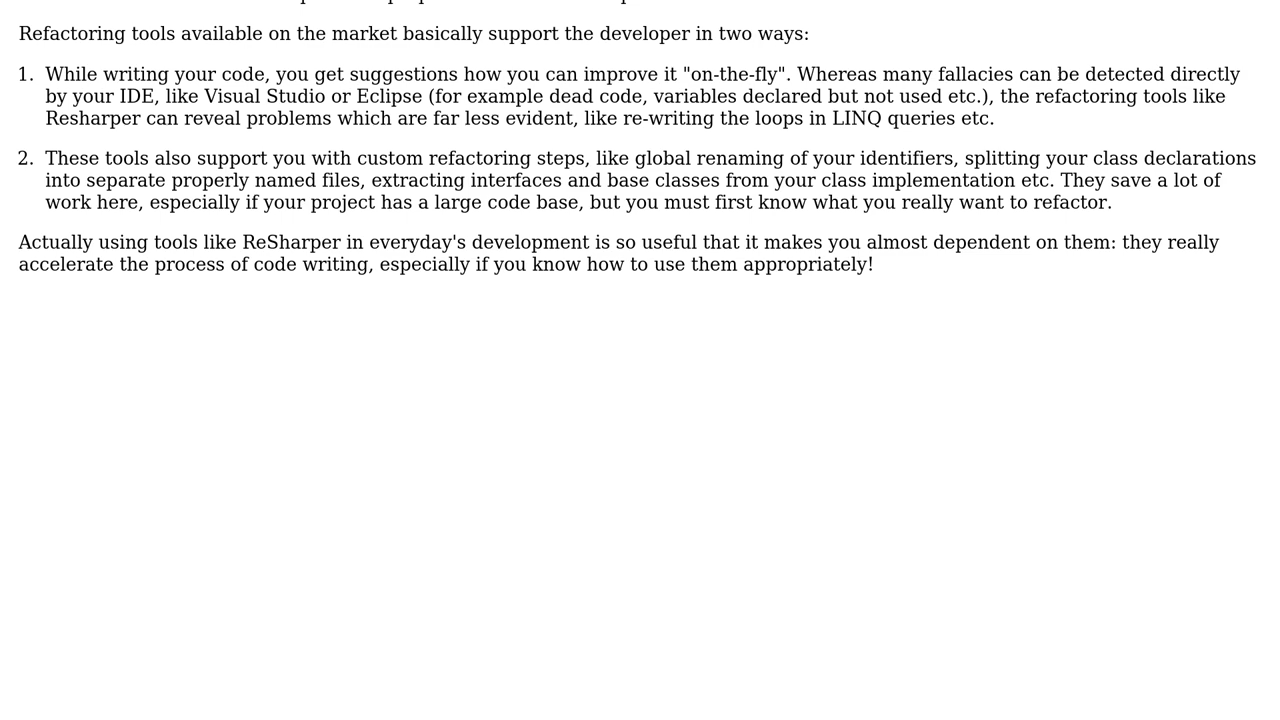 Refactoring tools available on the market basically support the developer in two ways:
1. While writing your code, you get suggestions how you can improve it "on-the-fly". Whereas many fallacies can be detected directly
by your IDE, like Visual Studio or Eclipse (for example dead code, variables declared but not used etc.), the refactoring tools like
Resharper can reveal problems which are far less evident, like re-writing the loops in LINQ queries etc.
2. These tools also support you with custom refactoring steps, like global renaming of your identifiers, splitting your class declarations
into separate properly named files, extracting interfaces and base classes from your class implementation etc. They save a lot of
work here, especially if your project has a large code base, but you must first know what you really want to refactor.
Actually using tools like ReSharper in everyday's development is so useful that it makes you almost dependent on them: they really
accelerate the process of code writing, especially if you know how to use them appropriately!